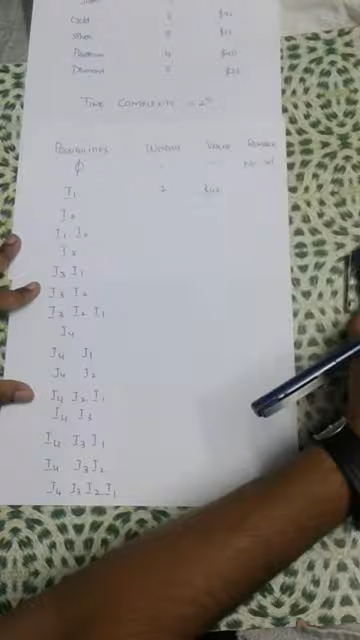 Gold
Silver
Platinum 4
Diamond
TIME COMPLEXITY = 2ⁿ
POSSIBILITIES WEIGHT VALUE REMARK
ϕ
I₁
I₂
I₁ I₂
I₃
I₃ I₁
I₃ I₂
I₃ I₂ I₁
I₄
I₄ I₁
I₄ I₂
I₄ I₂ I₁
I₄ I₃
I₄ I₃ I₁
I₄ I₃ I₂
I₄ I₃ I₂ I₁